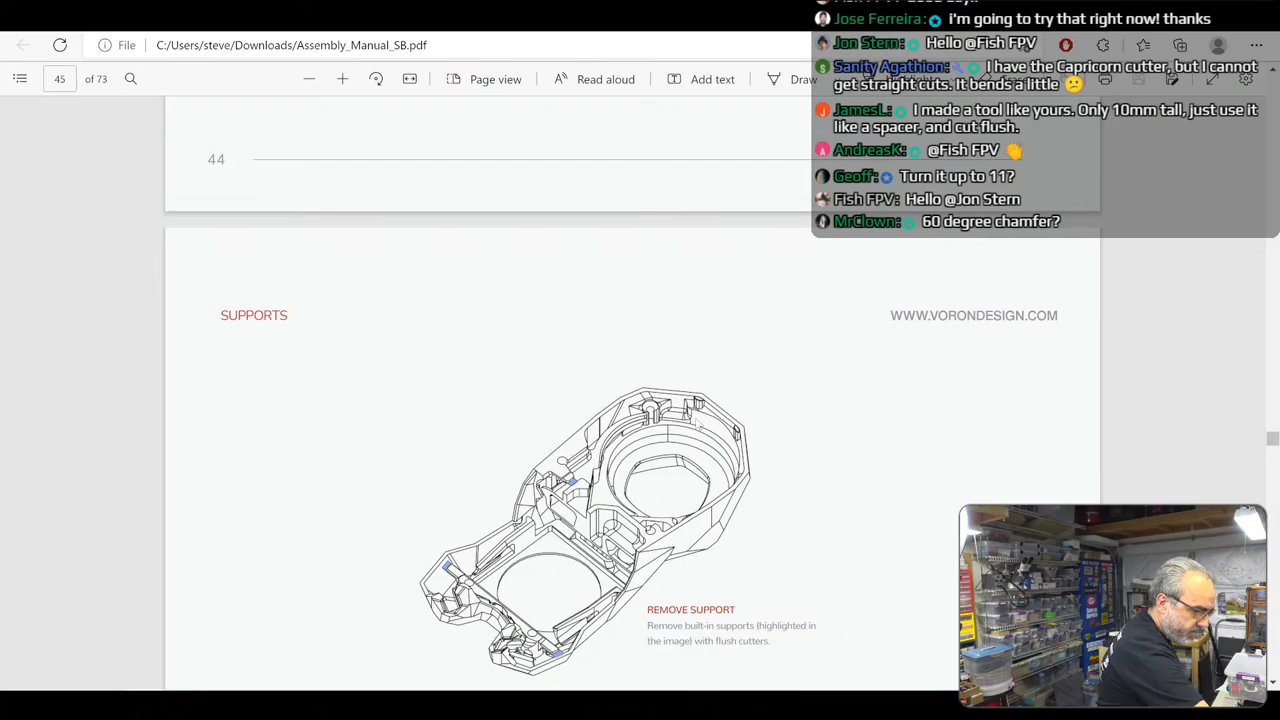 Jose Ferreira: i'm going to try that right now! thanks
File C:/Users/steve/Downloads/Assembly_Manual_SB.pdf
Jon Stern: Hello @Fish FPV
Sanity Agathion: I have the Capricorn cutter, but I cannot
get straight cuts. It bends a little
45 of 73 Page view Read aloud Add text Draw
JamesL: I made a tool like yours. Only 10mm tall, just use it
like a spacer, and cut flush.
AndreasK: @Fish FPV
Geoff: Turn it up to 11?
Fish FPV: Hello @Jon Stern
MrClown: 60 degree chamfer?
44
SUPPORTS WWW.VORONDESIGN.COM
REMOVE SUPPORT
Remove built-in supports (highlighted
in the image) with flush cutters.